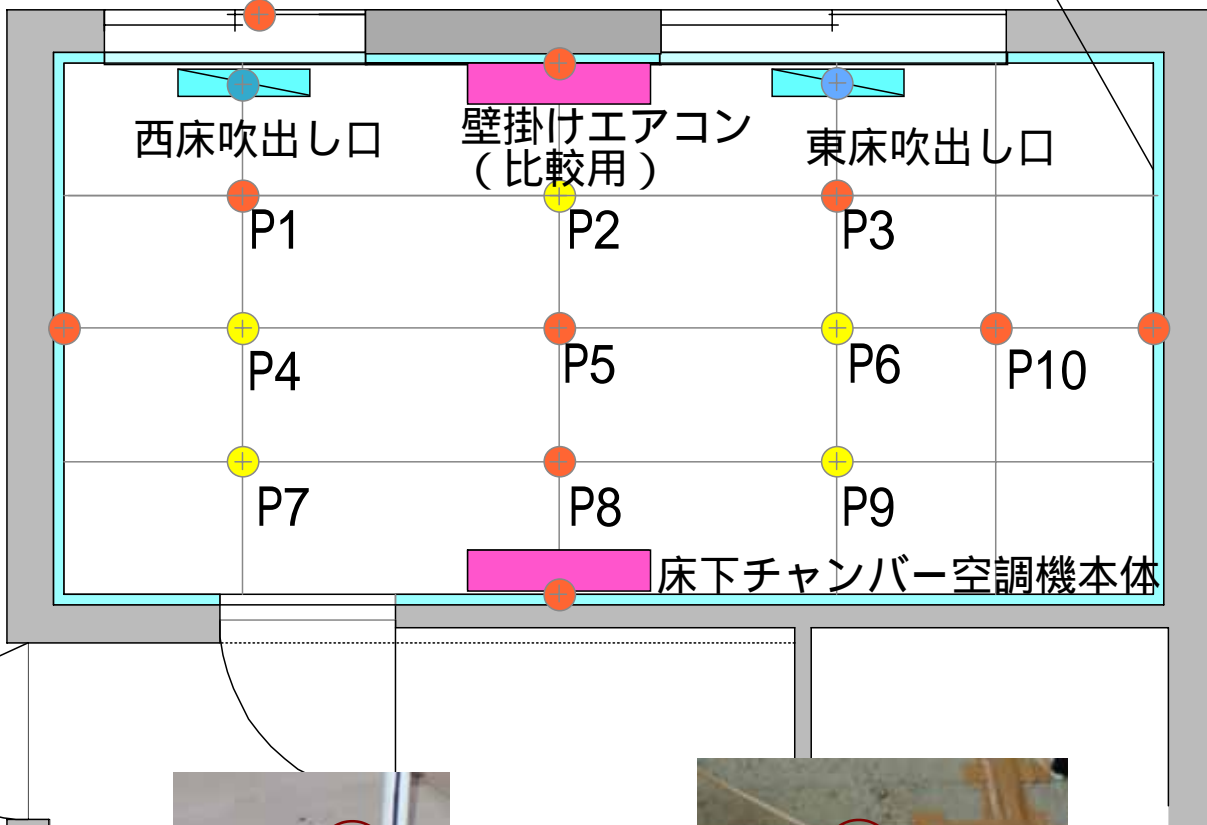 西床吹出し口
壁掛けエアコン
（比較用）
東床吹出し口
P1
P2
P3
P4
P5
P6
P10
P7
P8
P9
床下チャンバー空調機本体